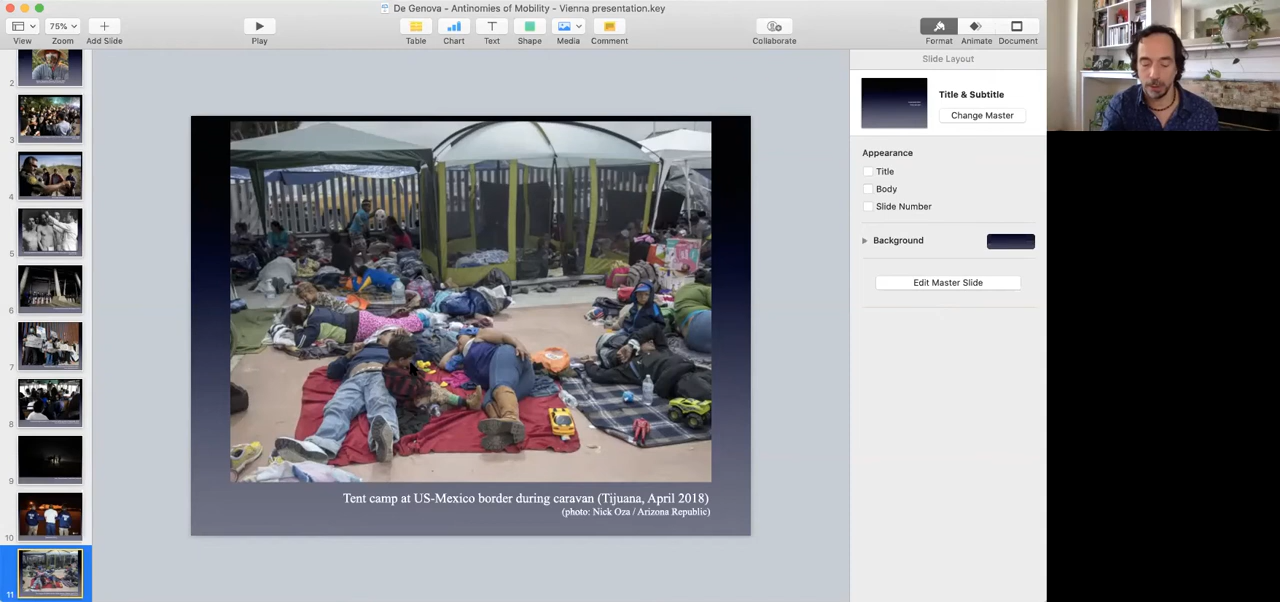 De Genova - Antinomies of Mobility - Vienna presentation.key
View
75%
Zoom
Add Slide
Play
Table
Chart
Text
Shape
Media
Comment
Collaborate
Format
Animate
Document
2
3
4
5
6
7
8
9
10
11
Tent camp at US-Mexico border during caravan (Tijuana, April 2018)
(photo: Nick Oza / Arizona Republic)
Slide Layout
Title & Subtitle
Change Master
Appearance
Title
Body
Slide Number
Background
Edit Master Slide